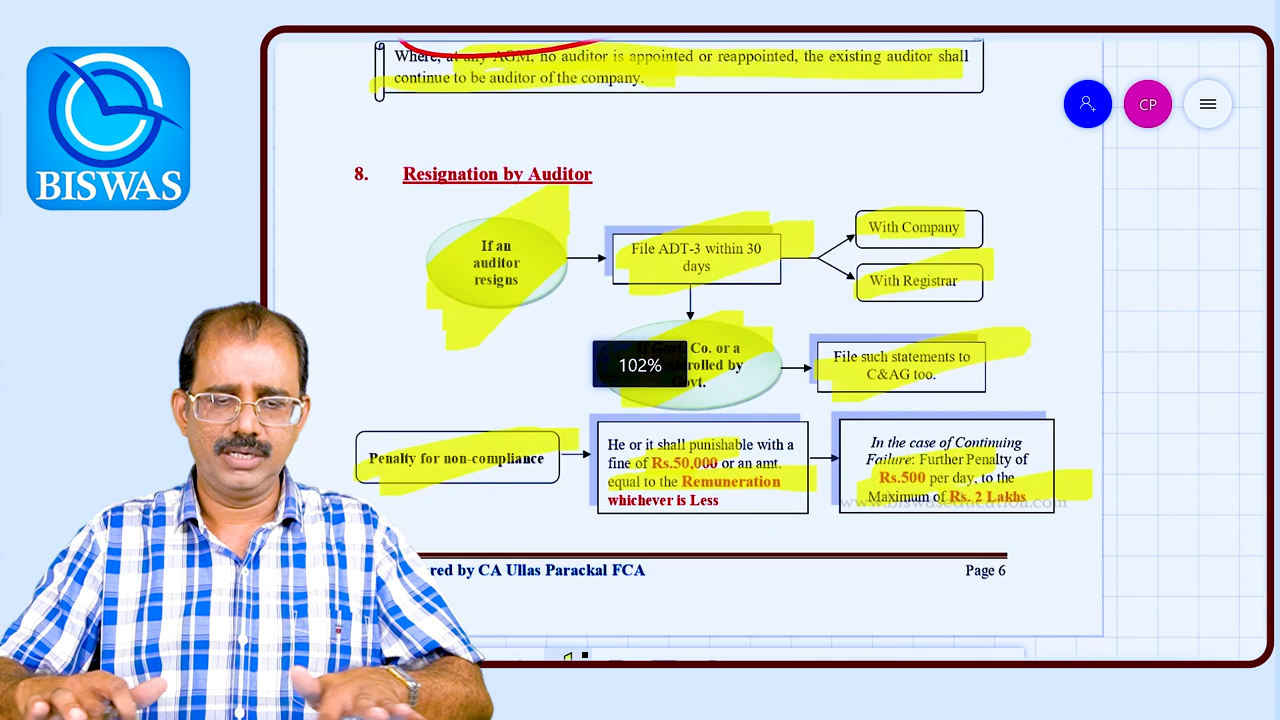 Where, at any AGM, no auditor is appointed or reappointed, the existing auditor shall
continue to be auditor of the company.
BISWAS
CP
8. Resignation by Auditor
If an
auditor
resigns
File ADT-3 within 30
days
With Company
With Registrar
Co. or a
by
Govt.
102%
File such statements to
C&AG too.
Penalty for non-compliance
He or it shall punishable with a
fine of Rs.50,000 or an amt.
equal to the Remuneration
whichever is Less
In the case of Continuing
Failure: Further Penalty of
Rs.500 per day, to the
Maximum of Rs. 2 Lakhs
www.biswaseducation.com
by CA Ullas Parackal FCA
Page 6